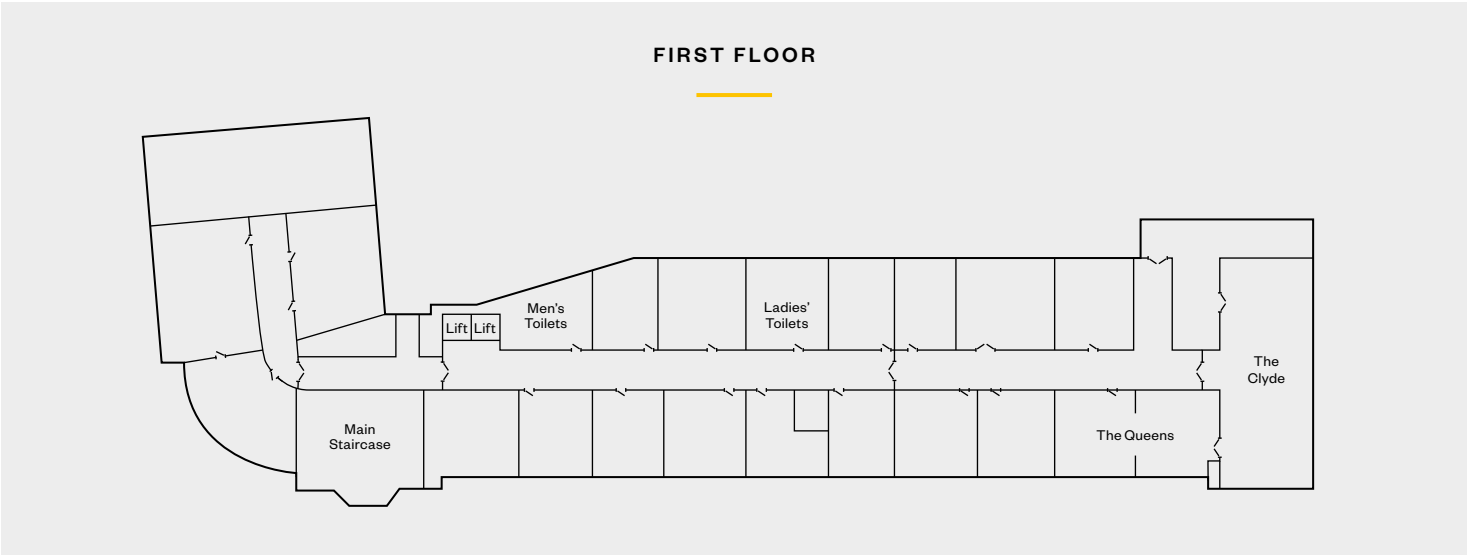 FIRST FLOOR
Men's
Toilets
Ladies'
Toilets
Lift
Lift
The
Clyde
Main
Staircase
The Queens